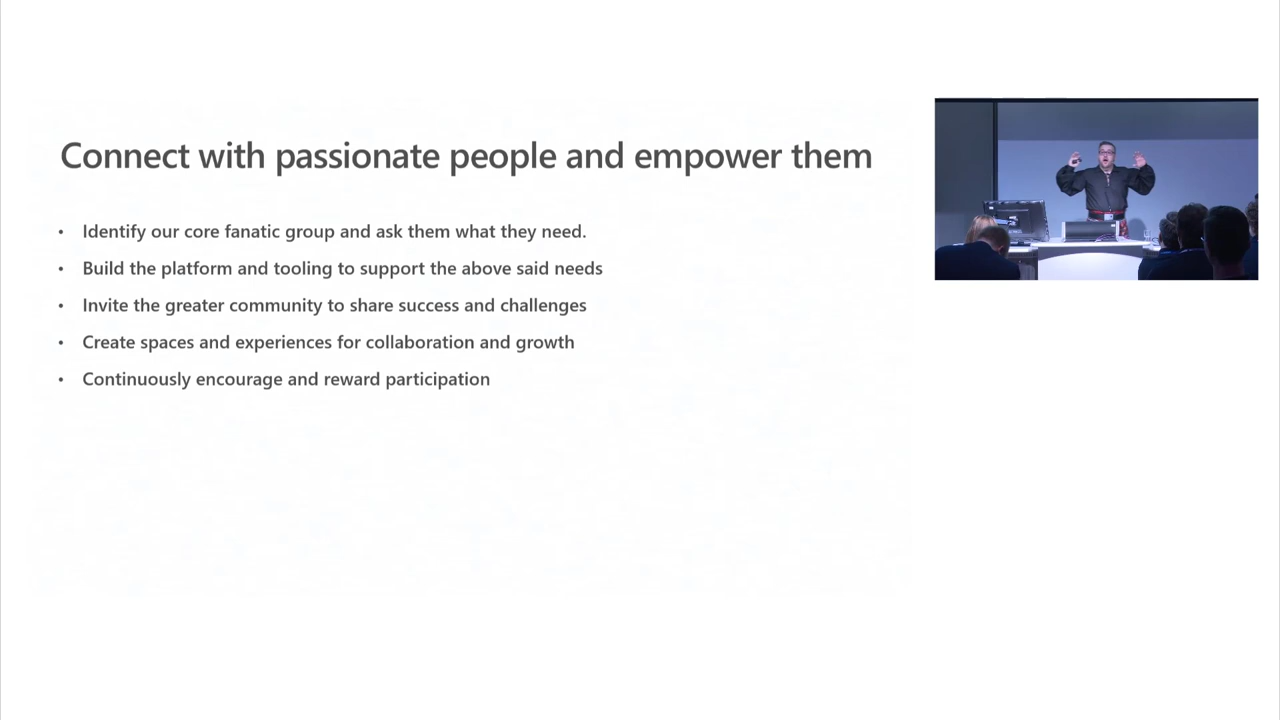 Connect with passionate people and empower them
• Identify our core fanatic group and ask them what they need.
• Build the platform and tooling to support the above said needs
• Invite the greater community to share success and challenges
• Create spaces and experiences for collaboration and growth
• Continuously encourage and reward participation